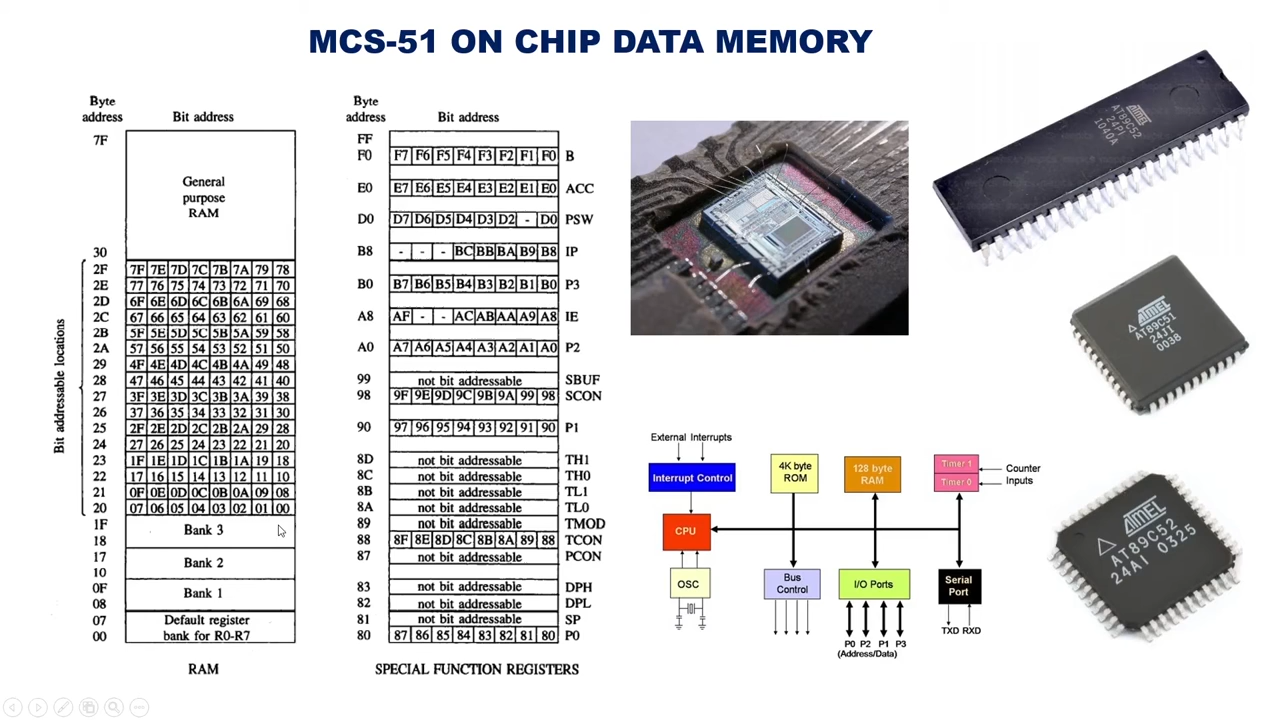 MCS-51 ON CHIP DATA MEMORY
Byte
address
Bit address
7F
General
purpose
RAM
30
Bit addressable locations
2F 7F 7E 7D 7C 7B 7A 79 78
2E 77 76 75 74 73 72 71 70
2D 6F 6E 6D 6C 6B 6A 69 68
2C 67 66 65 64 63 62 61 60
2B 5F 5E 5D 5C 5B 5A 59 58
2A 57 56 55 54 53 52 51 50
29 4F 4E 4D 4C 4B 4A 49 48
28 47 46 45 44 43 42 41 40
27 3F 3E 3D 3C 3B 3A 39 38
26 37 36 35 34 33 32 31 30
25 2F 2E 2D 2C 2B 2A 29 28
24 27 26 25 24 23 22 21 20
23 1F 1E 1D 1C 1B 1A 19 18
22 17 16 15 14 13 12 11 10
21 0F 0E 0D 0C 0B 0A 09 08
20 07 06 05 04 03 02 01 00
1F
Bank 3
18
17
Bank 2
10
0F
Bank 1
08
07 Default register
00 bank for R0-R7
RAM
Byte
address
Bit address
FF
F0 F7 F6 F5 F4 F3 F2 F1 F0 B
E0 E7 E6 E5 E4 E3 E2 E1 E0 ACC
D0 D7 D6 D5 D4 D3 D2 - D0 PSW
B8 - - - BC BB BA B9 B8 IP
B0 B7 B6 B5 B4 B3 B2 B1 B0 P3
A8 AF - - AC AB AA A9 A8 IE
A0 A7 A6 A5 A4 A3 A2 A1 A0 P2
99 not bit addressable SBUF
98 9F 9E 9D 9C 9B 9A 99 98 SCON
90 97 96 95 94 93 92 91 90 P1
8D not bit addressable TH1
8C not bit addressable TH0
8B not bit addressable TL1
8A not bit addressable TL0
89 not bit addressable TMOD
88 8F 8E 8D 8C 8B 8A 89 88 TCON
87 not bit addressable PCON
83 not bit addressable DPH
82 not bit addressable DPL
81 not bit addressable SP
80 87 86 85 84 83 82 81 80 P0
SPECIAL FUNCTION REGISTERS
ATMEL
AT89C52
24PI
1040A
ATMEL
AT89C51
24JI
0038
External Interrupts
Interrupt Control
4K byte
ROM
128 byte
RAM
Timer 1
Timer 0
Counter
Inputs
CPU
OSC
Bus
Control
I/O Ports
Serial
Port
P0 P2 P1 P3
(Address/Data)
TXD RXD
ATMEL
AT89C52
24AI 0325